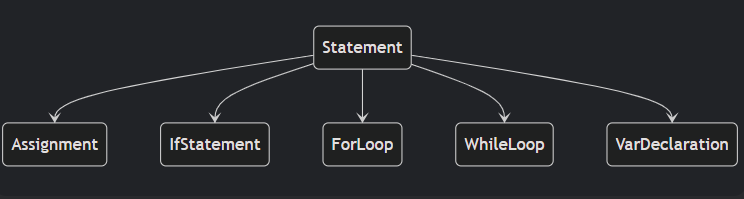 Statement
Assignment
IfStatement
ForLoop
WhileLoop
VarDeclaration